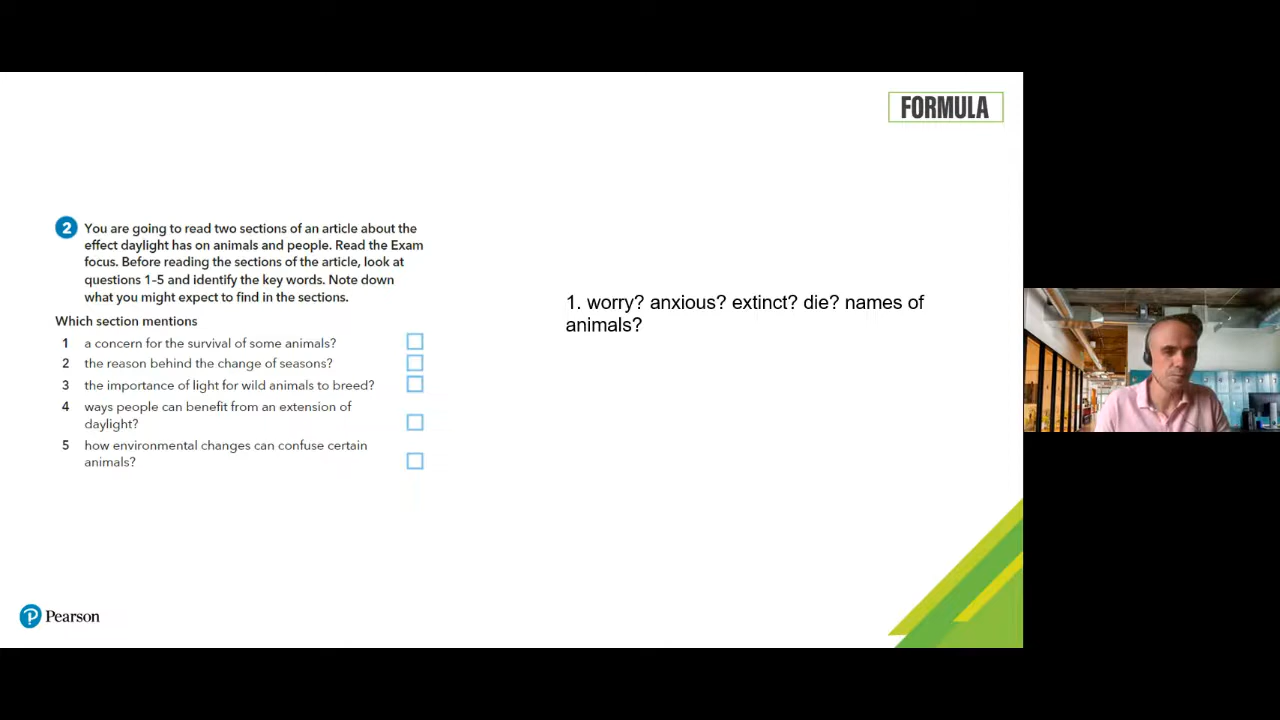 FORMULA
2 You are going to read two sections of an article about the
effect daylight has on animals and people. Read the Exam
focus. Before reading the sections of the article, look at
questions 1–5 and identify the key words. Note down
what you might expect to find in the sections.
Which section mentions
1 a concern for the survival of some animals?
2 the reason behind the change of seasons?
3 the importance of light for wild animals to breed?
4 ways people can benefit from an extension of
daylight?
5 how environmental changes can confuse certain
animals?
1. worry? anxious? extinct? die? names of
animals?
Pearson